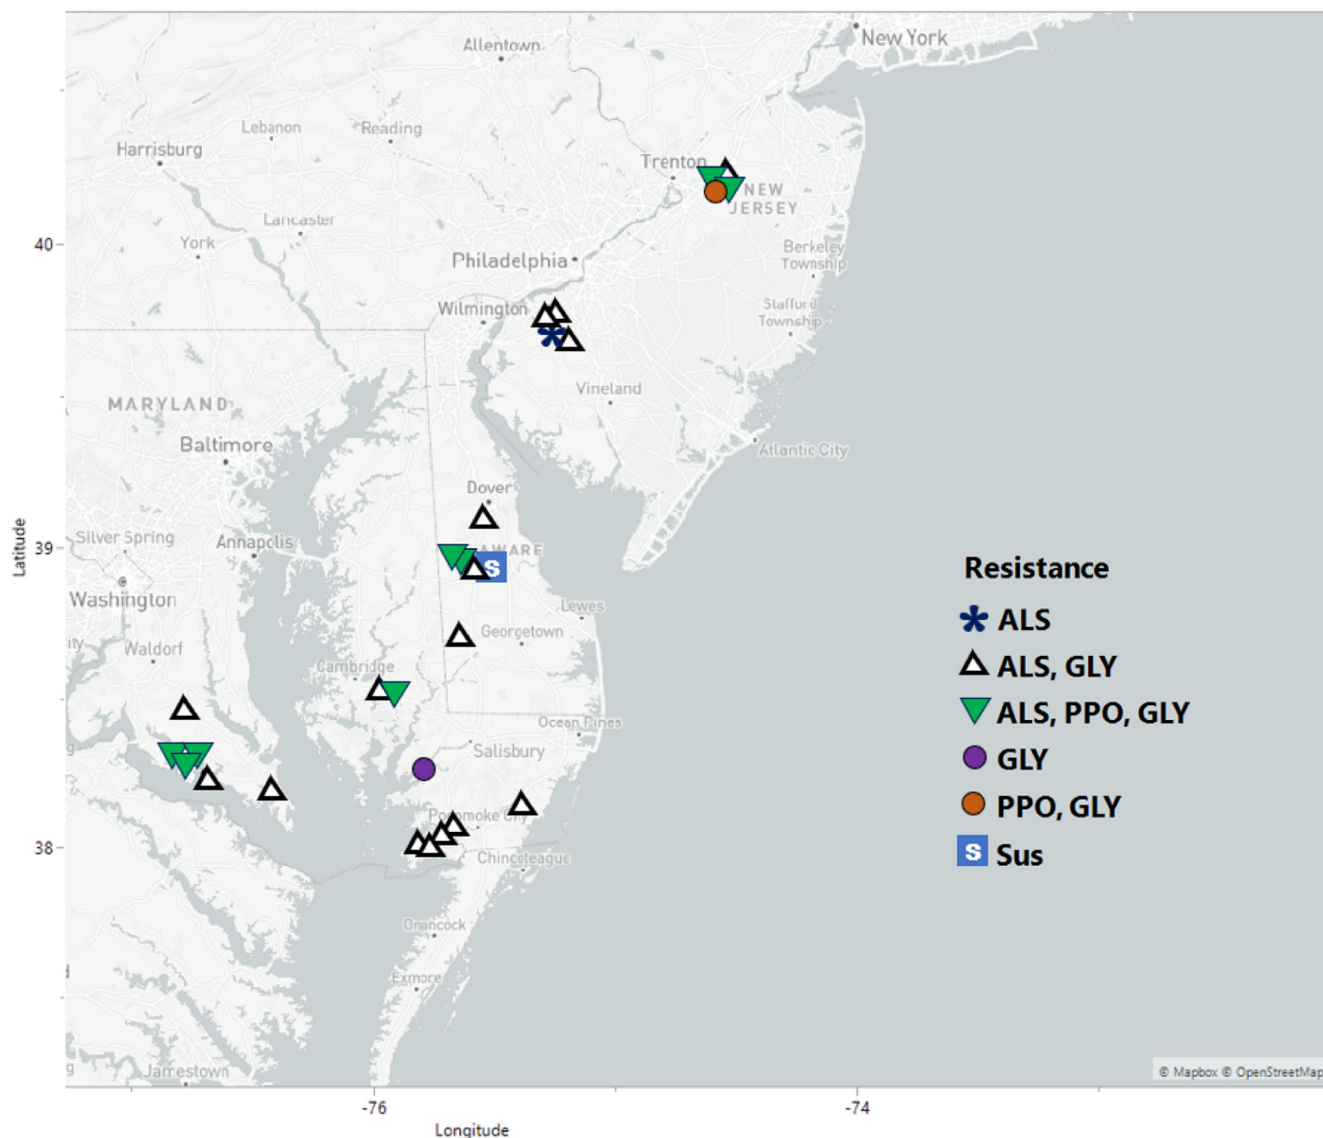 New York
Allentown
Lebanon
Reading
Harrisburg
Trenton
NEW
JERSEY
Lancaster
York
40
Berkeley
Township
Philadelphia
Wilmington
Stafford
Township
Vineland
MARYLAND
Baltimore
Atlantic City
Dover
Silver Spring
Annapolis
AWARE
39
Latitude
S
Resistance
Washington
Lewes
ALS
Georgetown
ity
Waldorf
Cambridge
ALS, GLY
ALS, PPO, GLY
Ocean Pines
g
Salisbury
GLY
PPO, GLY
38
Chincoteague
S Sus
Onancock
Exmore
g
Jamestown
© Mapbox © OpenStreetMap
-76
-74
Longitude